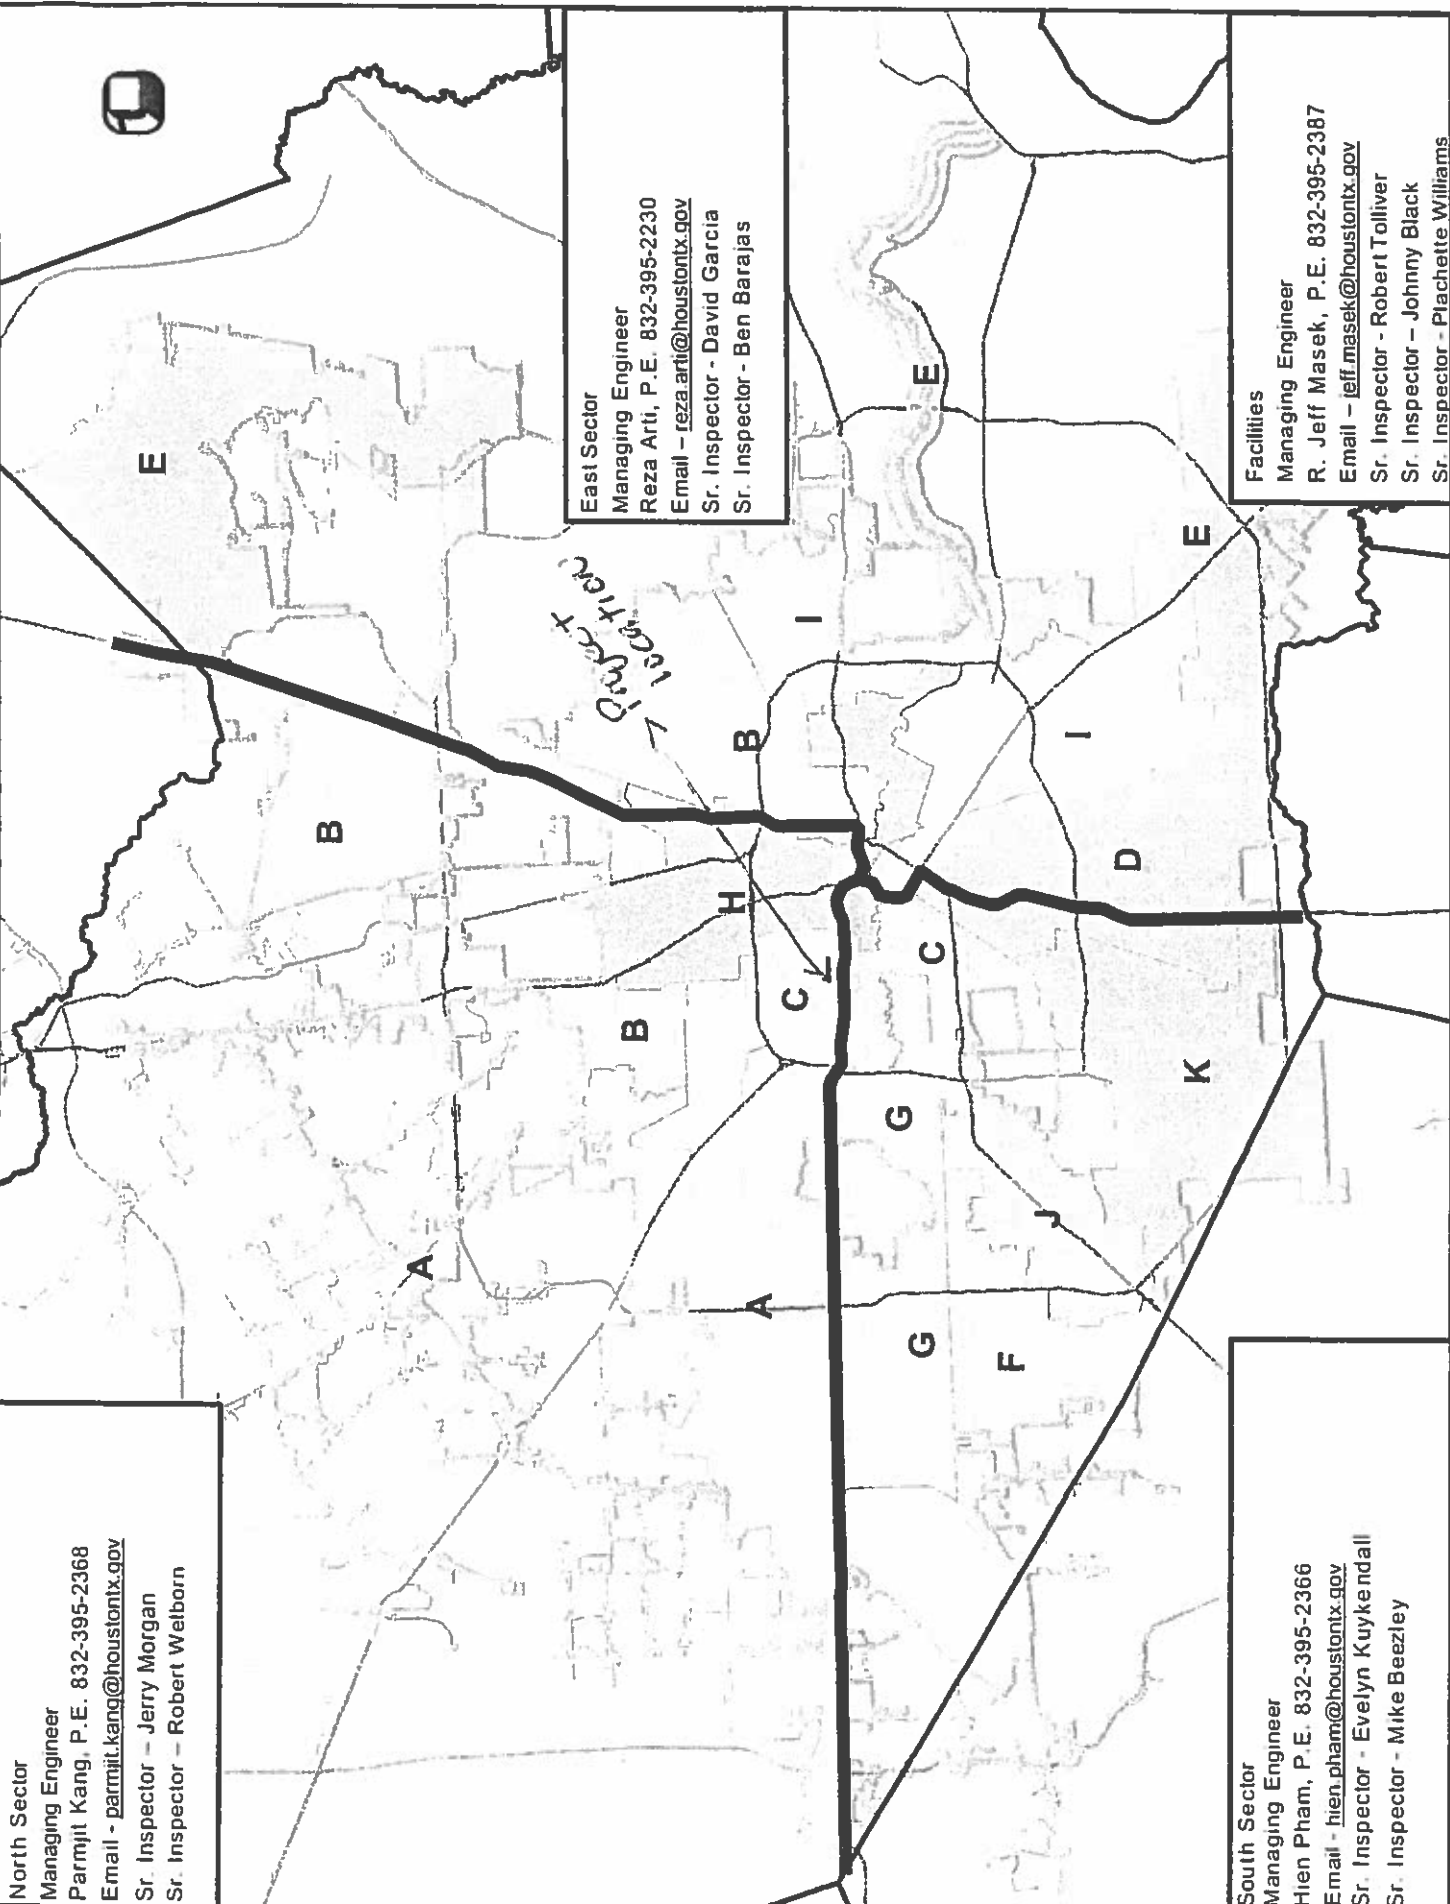 North Sector
Managing Engineer
Parmjit Kang, P.E. 832-395-2368
Email - parmjit.kang@houstontx.gov
Sr. Inspector – Jerry Morgan
Sr. Inspector – Robert Welborn
East Sector
Managing Engineer
Reza Arti, P.E. 832-395-2230
Email – reza.arti@houstontx.gov
Sr. Inspector - David Garcia
Sr. Inspector - Ben Barajas
South Sector
Managing Engineer
Hien Pham, P.E. 832-395-2366
Email - hien.pham@houstontx.gov
Sr. Inspector - Evelyn Kuykendall
Sr. Inspector - Mike Beezley
Facilities
Managing Engineer
R. Jeff Masek, P.E. 832-395-2387
Email – jeff.masek@houstontx.gov
Sr. Inspector - Robert Tolliver
Sr. Inspector – Johnny Black
Sr. Inspector - Plachette Williams
Project
location
E
B
A
B
H
B
A
C
I
G
C
E
G
F
J
I
D
K
E